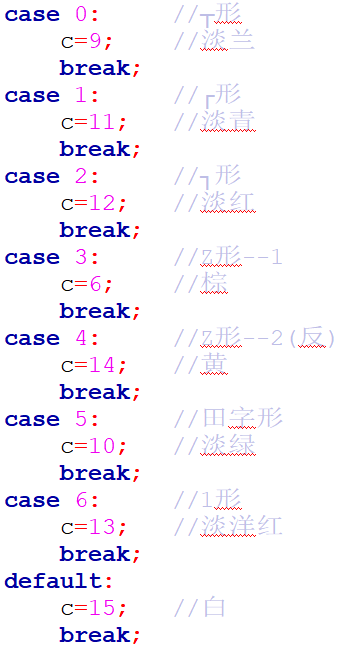 case 0:     //┬形
    c=9;    //淡兰
    break;
case 1:     //┌形
    c=11;   //淡青
    break;
case 2:     //┐形
    c=12;   //淡红
    break;
case 3:     //Z形--1
    c=6;    //棕
    break;
case 4:     //Z形--2(反)
    c=14;   //黄
    break;
case 5:     //田字形
    c=10;   //淡绿
    break;
case 6:     //1形
    c=13;   //淡洋红
    break;
default:
    c=15;   //白
    break;